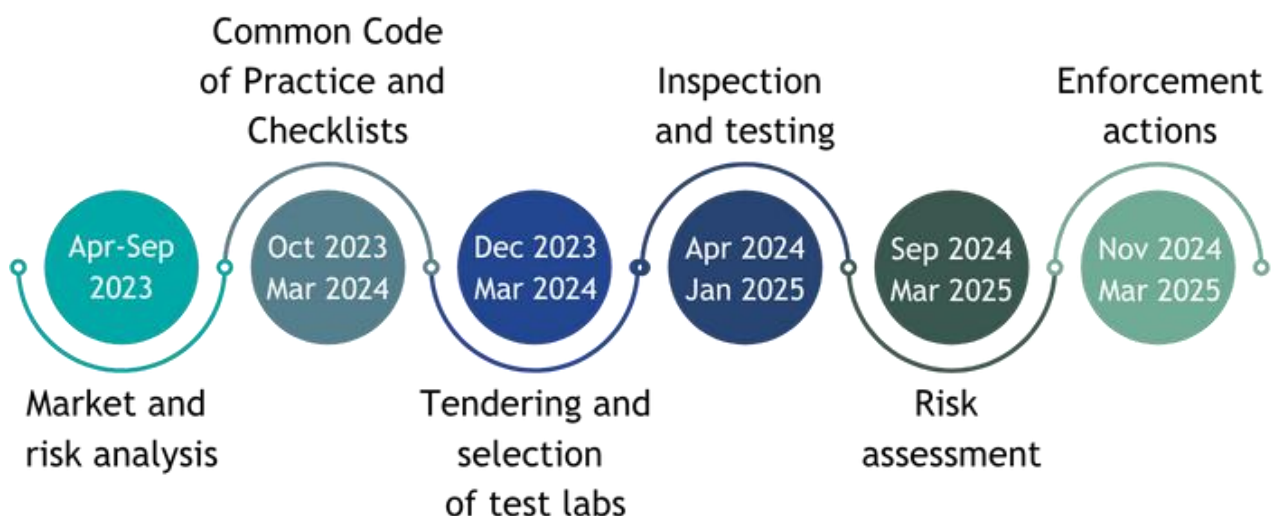 Common Code
of Practice and
Checklists
Inspection
and testing
Enforcement
actions
Apr-Sep
2023
Oct 2023
Mar 2024
Dec 2023
Mar 2024
Apr 2024
Jan 2025
Sep 2024
Mar 2025
Nov 2024
Mar 2025
Market and
risk analysis
Tendering and
selection
of test labs
Risk
assessment